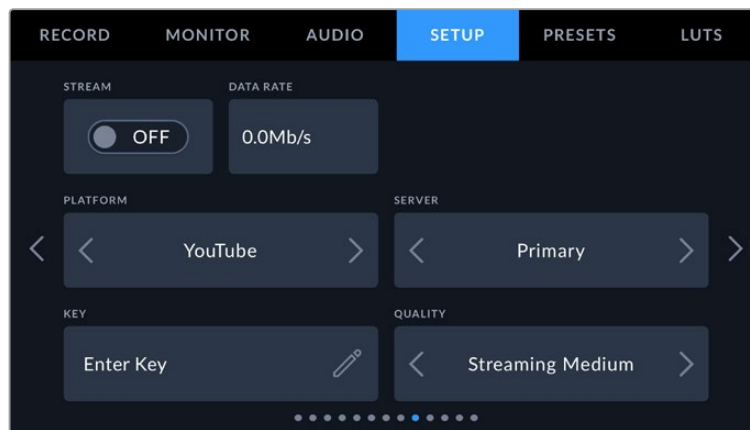 RECORD MONITOR AUDIO SETUP PRESETS LUTS
STREAM DATA RATE
OFF 0.0Mb/s
PLATFORM SERVER
YouTube Primary
KEY QUALITY
Enter Key Streaming Medium